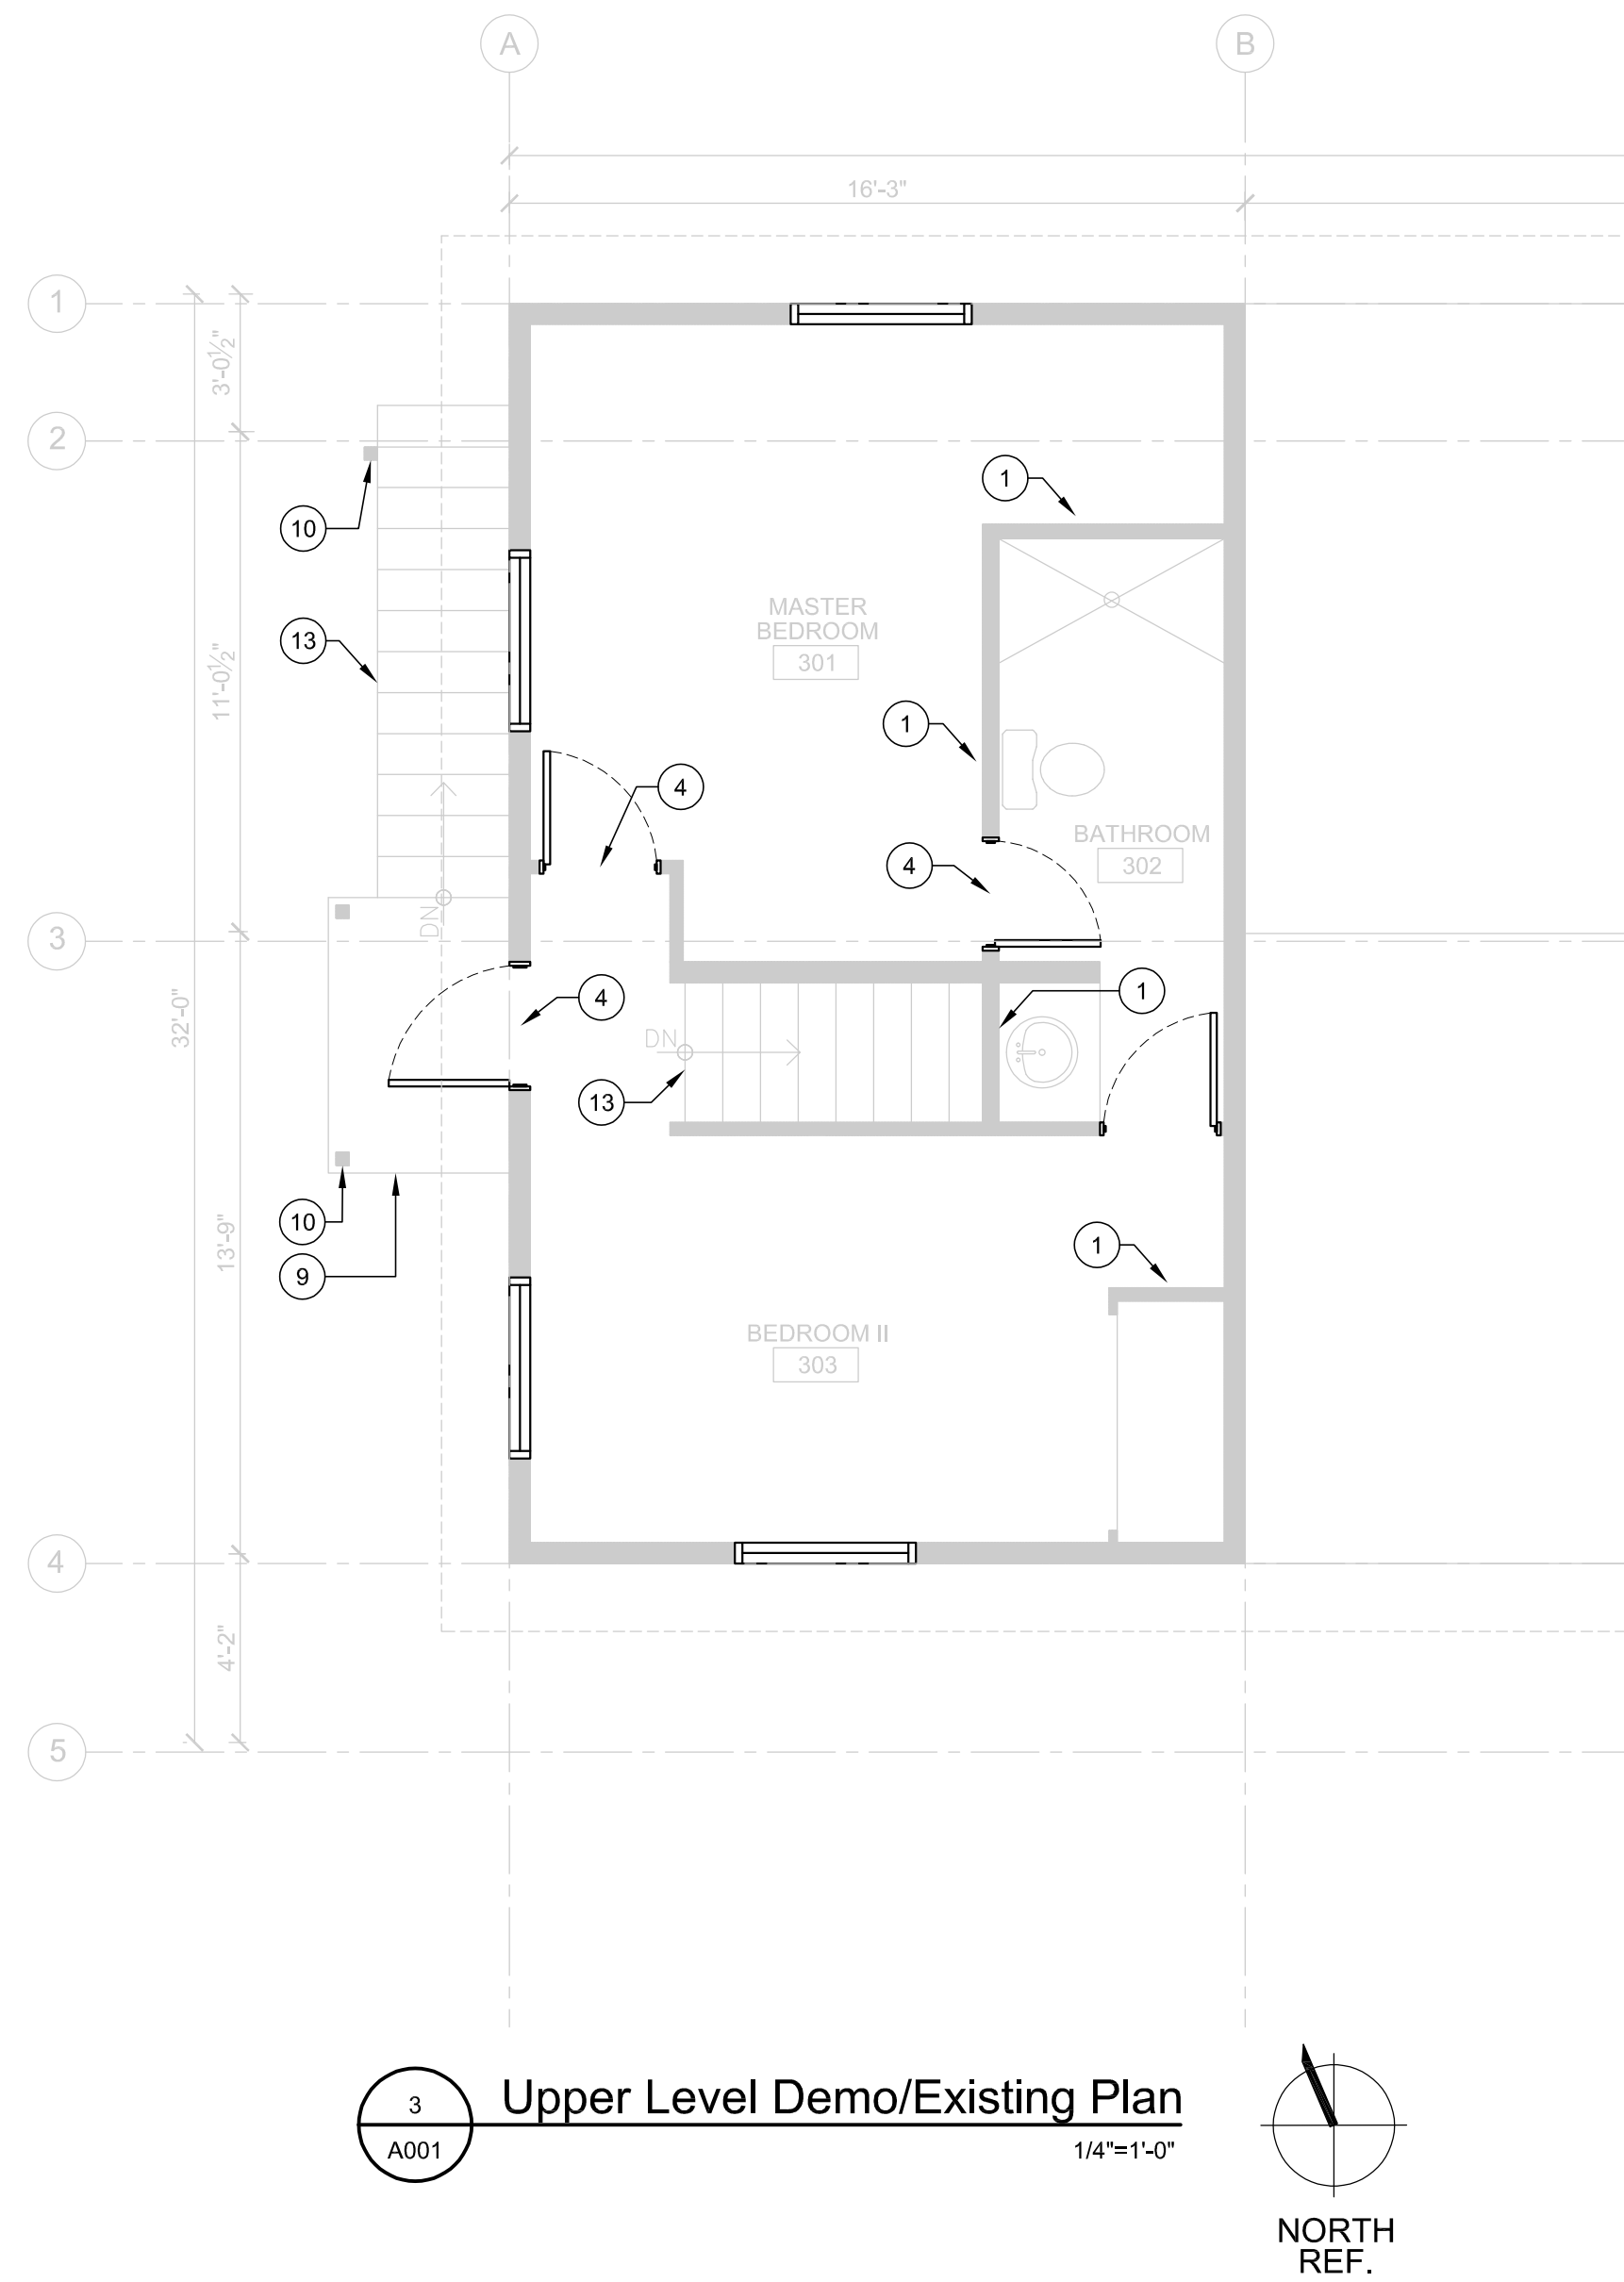 A
B
16'-3"
1
3'-0½"
2
1
10
MASTER
BEDROOM
301
13
11'-0½"
1
4
BATHROOM
302
4
DN
3
1
4
32'-0"
DN
13
10
13'-9"
1
9
BEDROOM II
303
4
4'-2"
5
3
Upper Level Demo/Existing Plan
A001
1/4"=1'-0"
NORTH
REF.